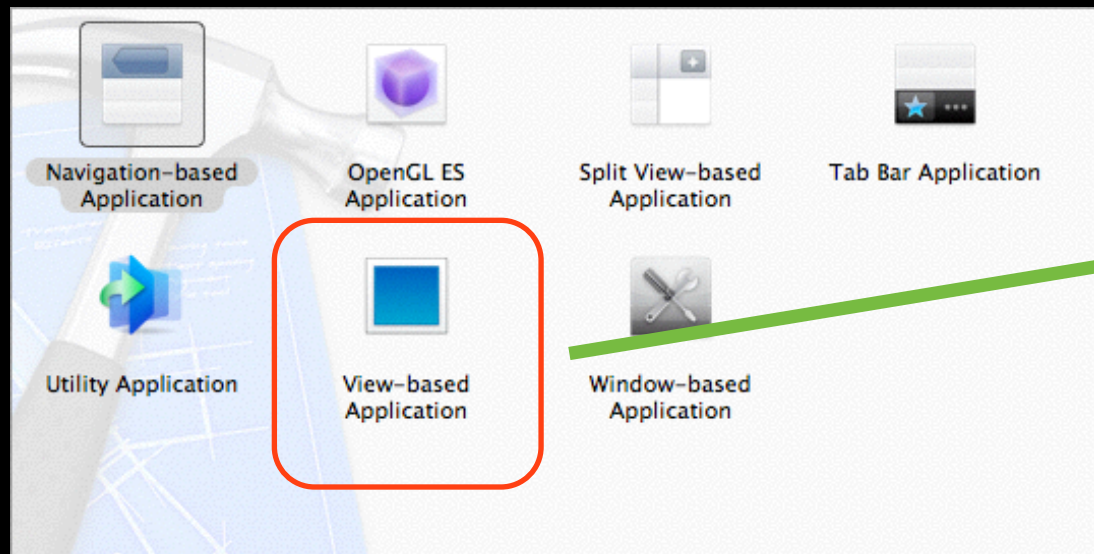 Navigation-based
Application
OpenGL ES
Application
Split View-based
Application
Tab Bar Application
Utility Application
View-based
Application
Window-based
Application